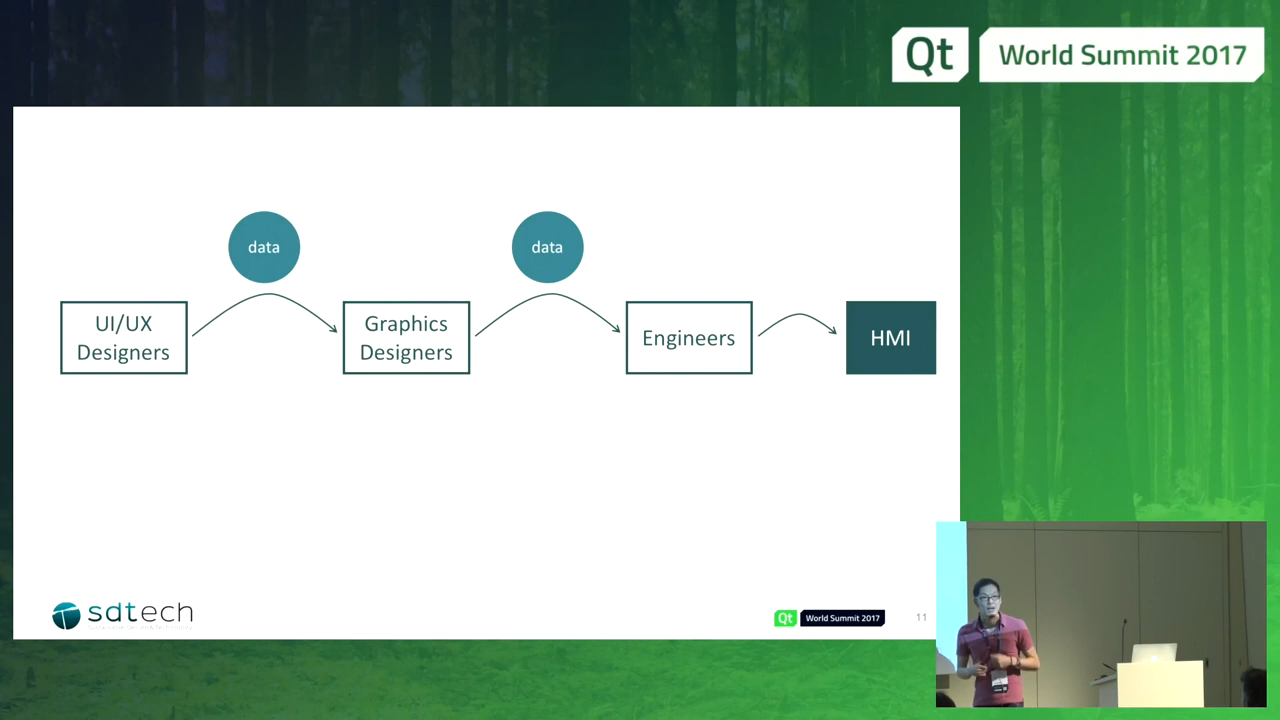 Qt World Summit 2017
data data
UI/UX
Designers
Graphics
Designers
Engineers
HMI
sdtech
Qt World Summit 2017
11